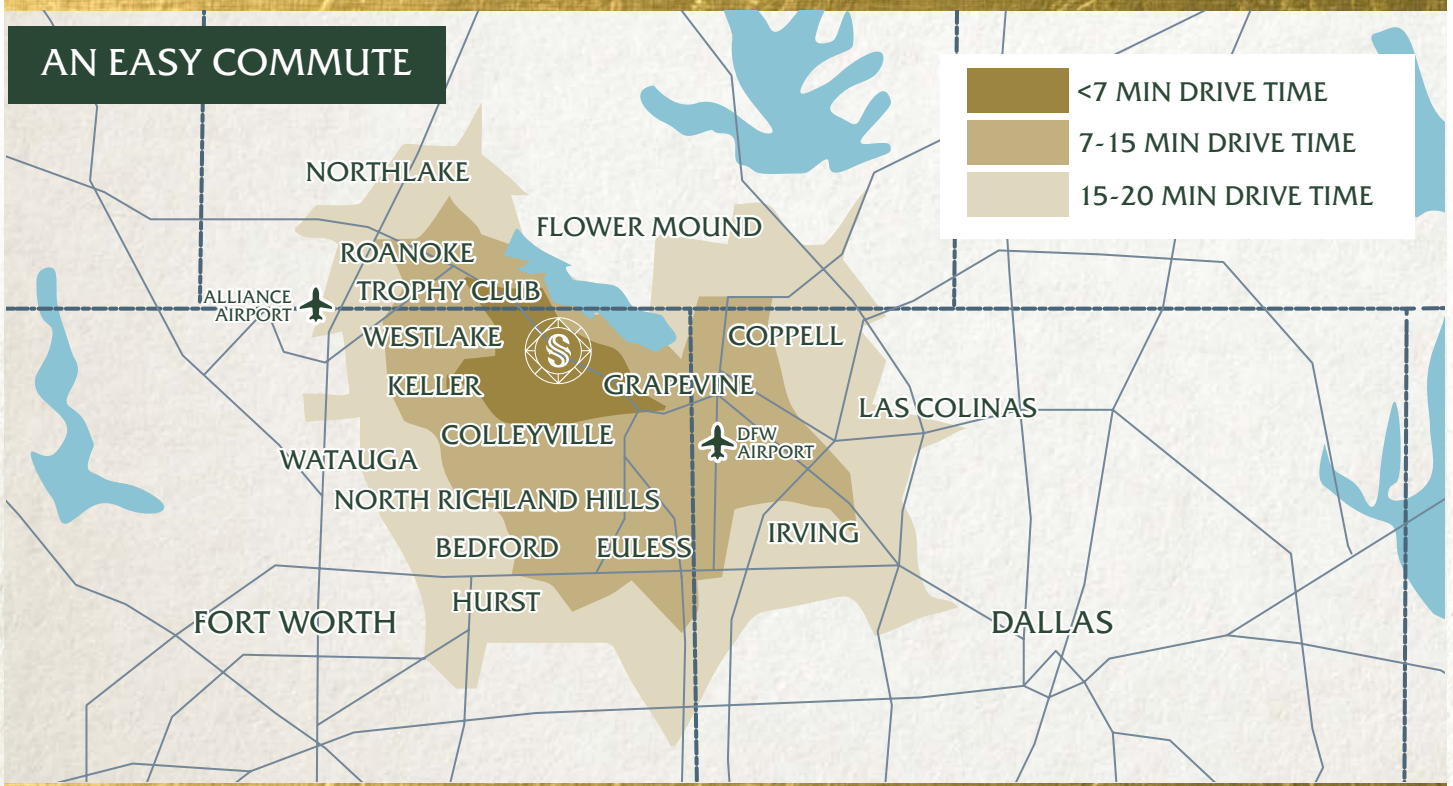 AN EASY COMMUTE
<7 MIN DRIVE TIME
7-15 MIN DRIVE TIME
15-20 MIN DRIVE TIME
NORTHLAKE
FLOWER MOUND
ROANOKE
TROPHY CLUB
ALLIANCE
AIRPORT
WESTLAKE
COPPELL
S
KELLER
GRAPEVINE
LAS COLINAS
COLLEYVILLE
DFW
AIRPORT
WATAUGA
NORTH RICHLAND HILLS
IRVING
BEDFORD
EULESS
HURST
FORT WORTH
DALLAS